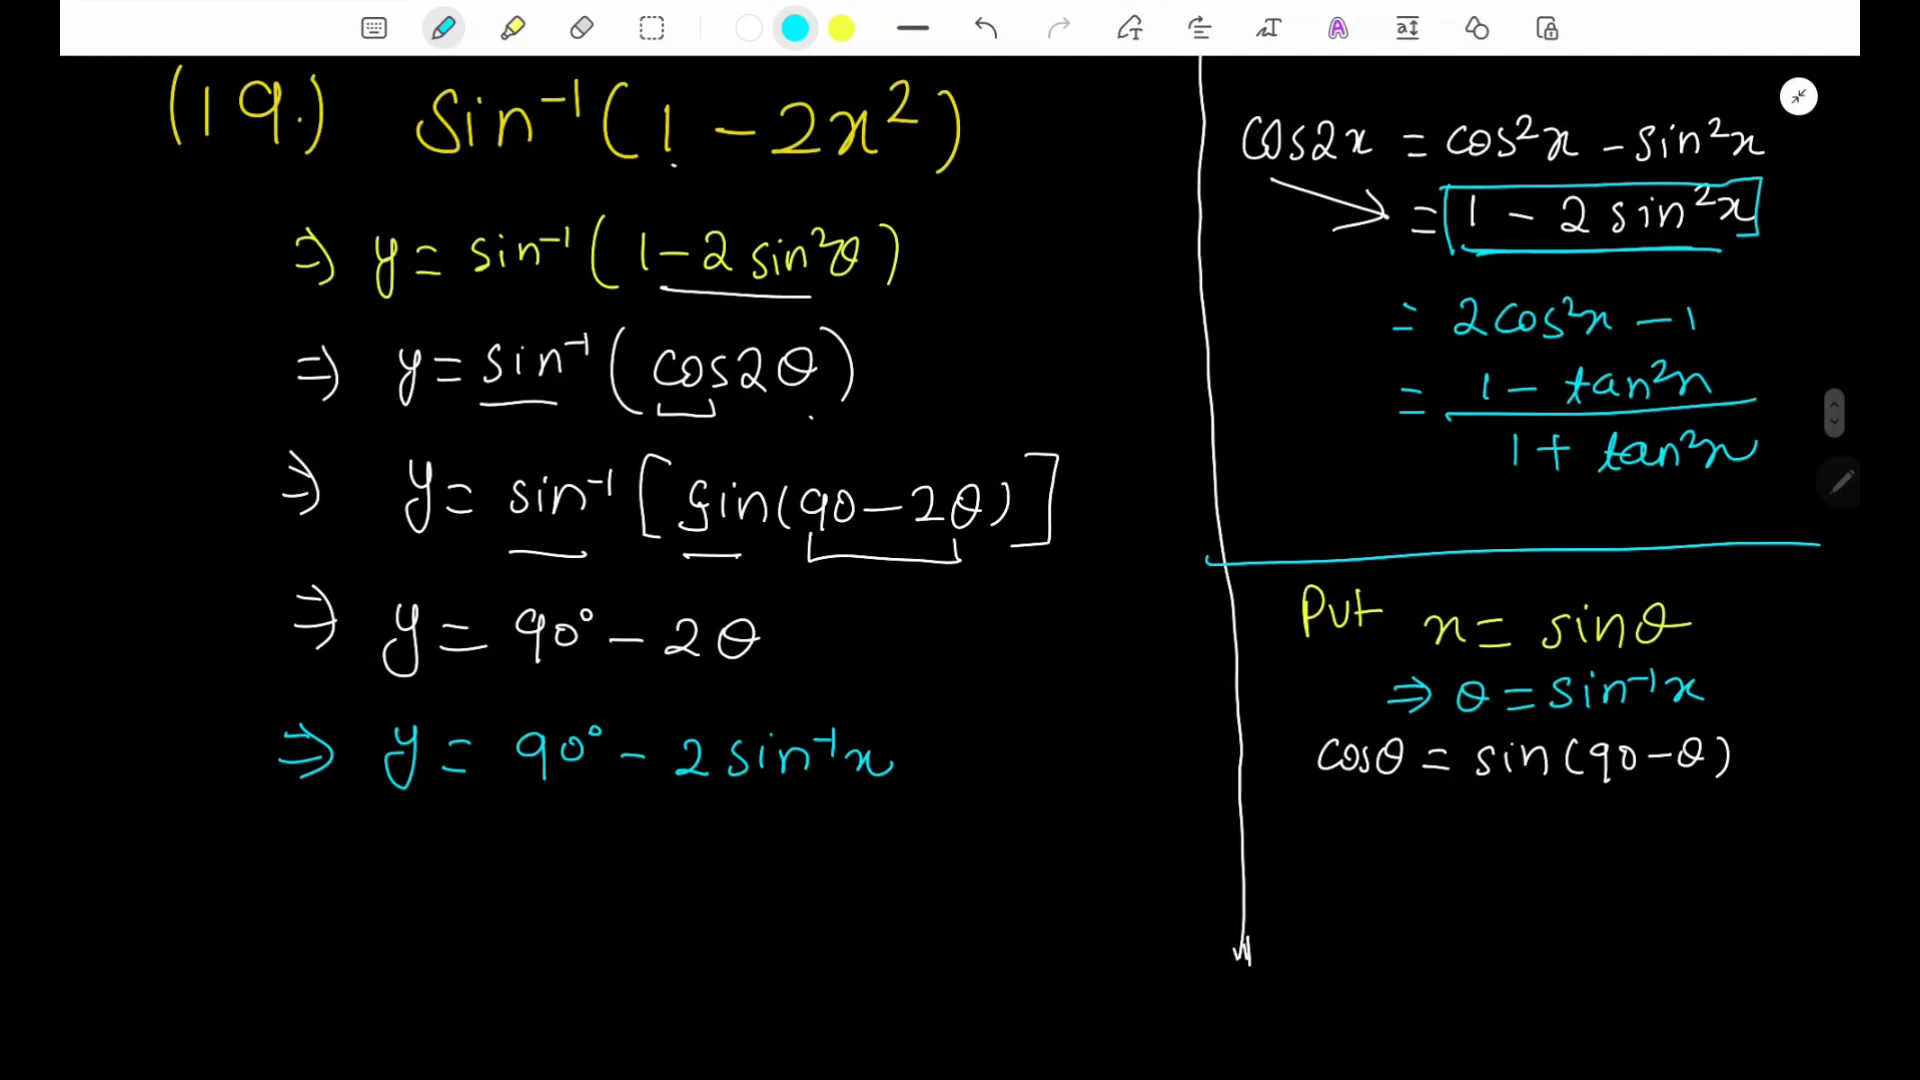 (19.) Sin⁻¹(1 - 2x²)
⇒ y = sin⁻¹(1 - 2 sin²θ)
⇒ y = sin⁻¹(cos2θ)
⇒ y = sin⁻¹[sin(90 - 2θ)]
⇒ y = 90° - 2θ
⇒ y = 90° - 2 sin⁻¹x
cos2x = cos²x - sin²x
= 1 - 2 sin²x
= 2cos²x - 1
= 1 - tan²x
1 + tan²x
Put x = sinθ
⇒ θ = sin⁻¹x
cosθ = sin(90 - θ)